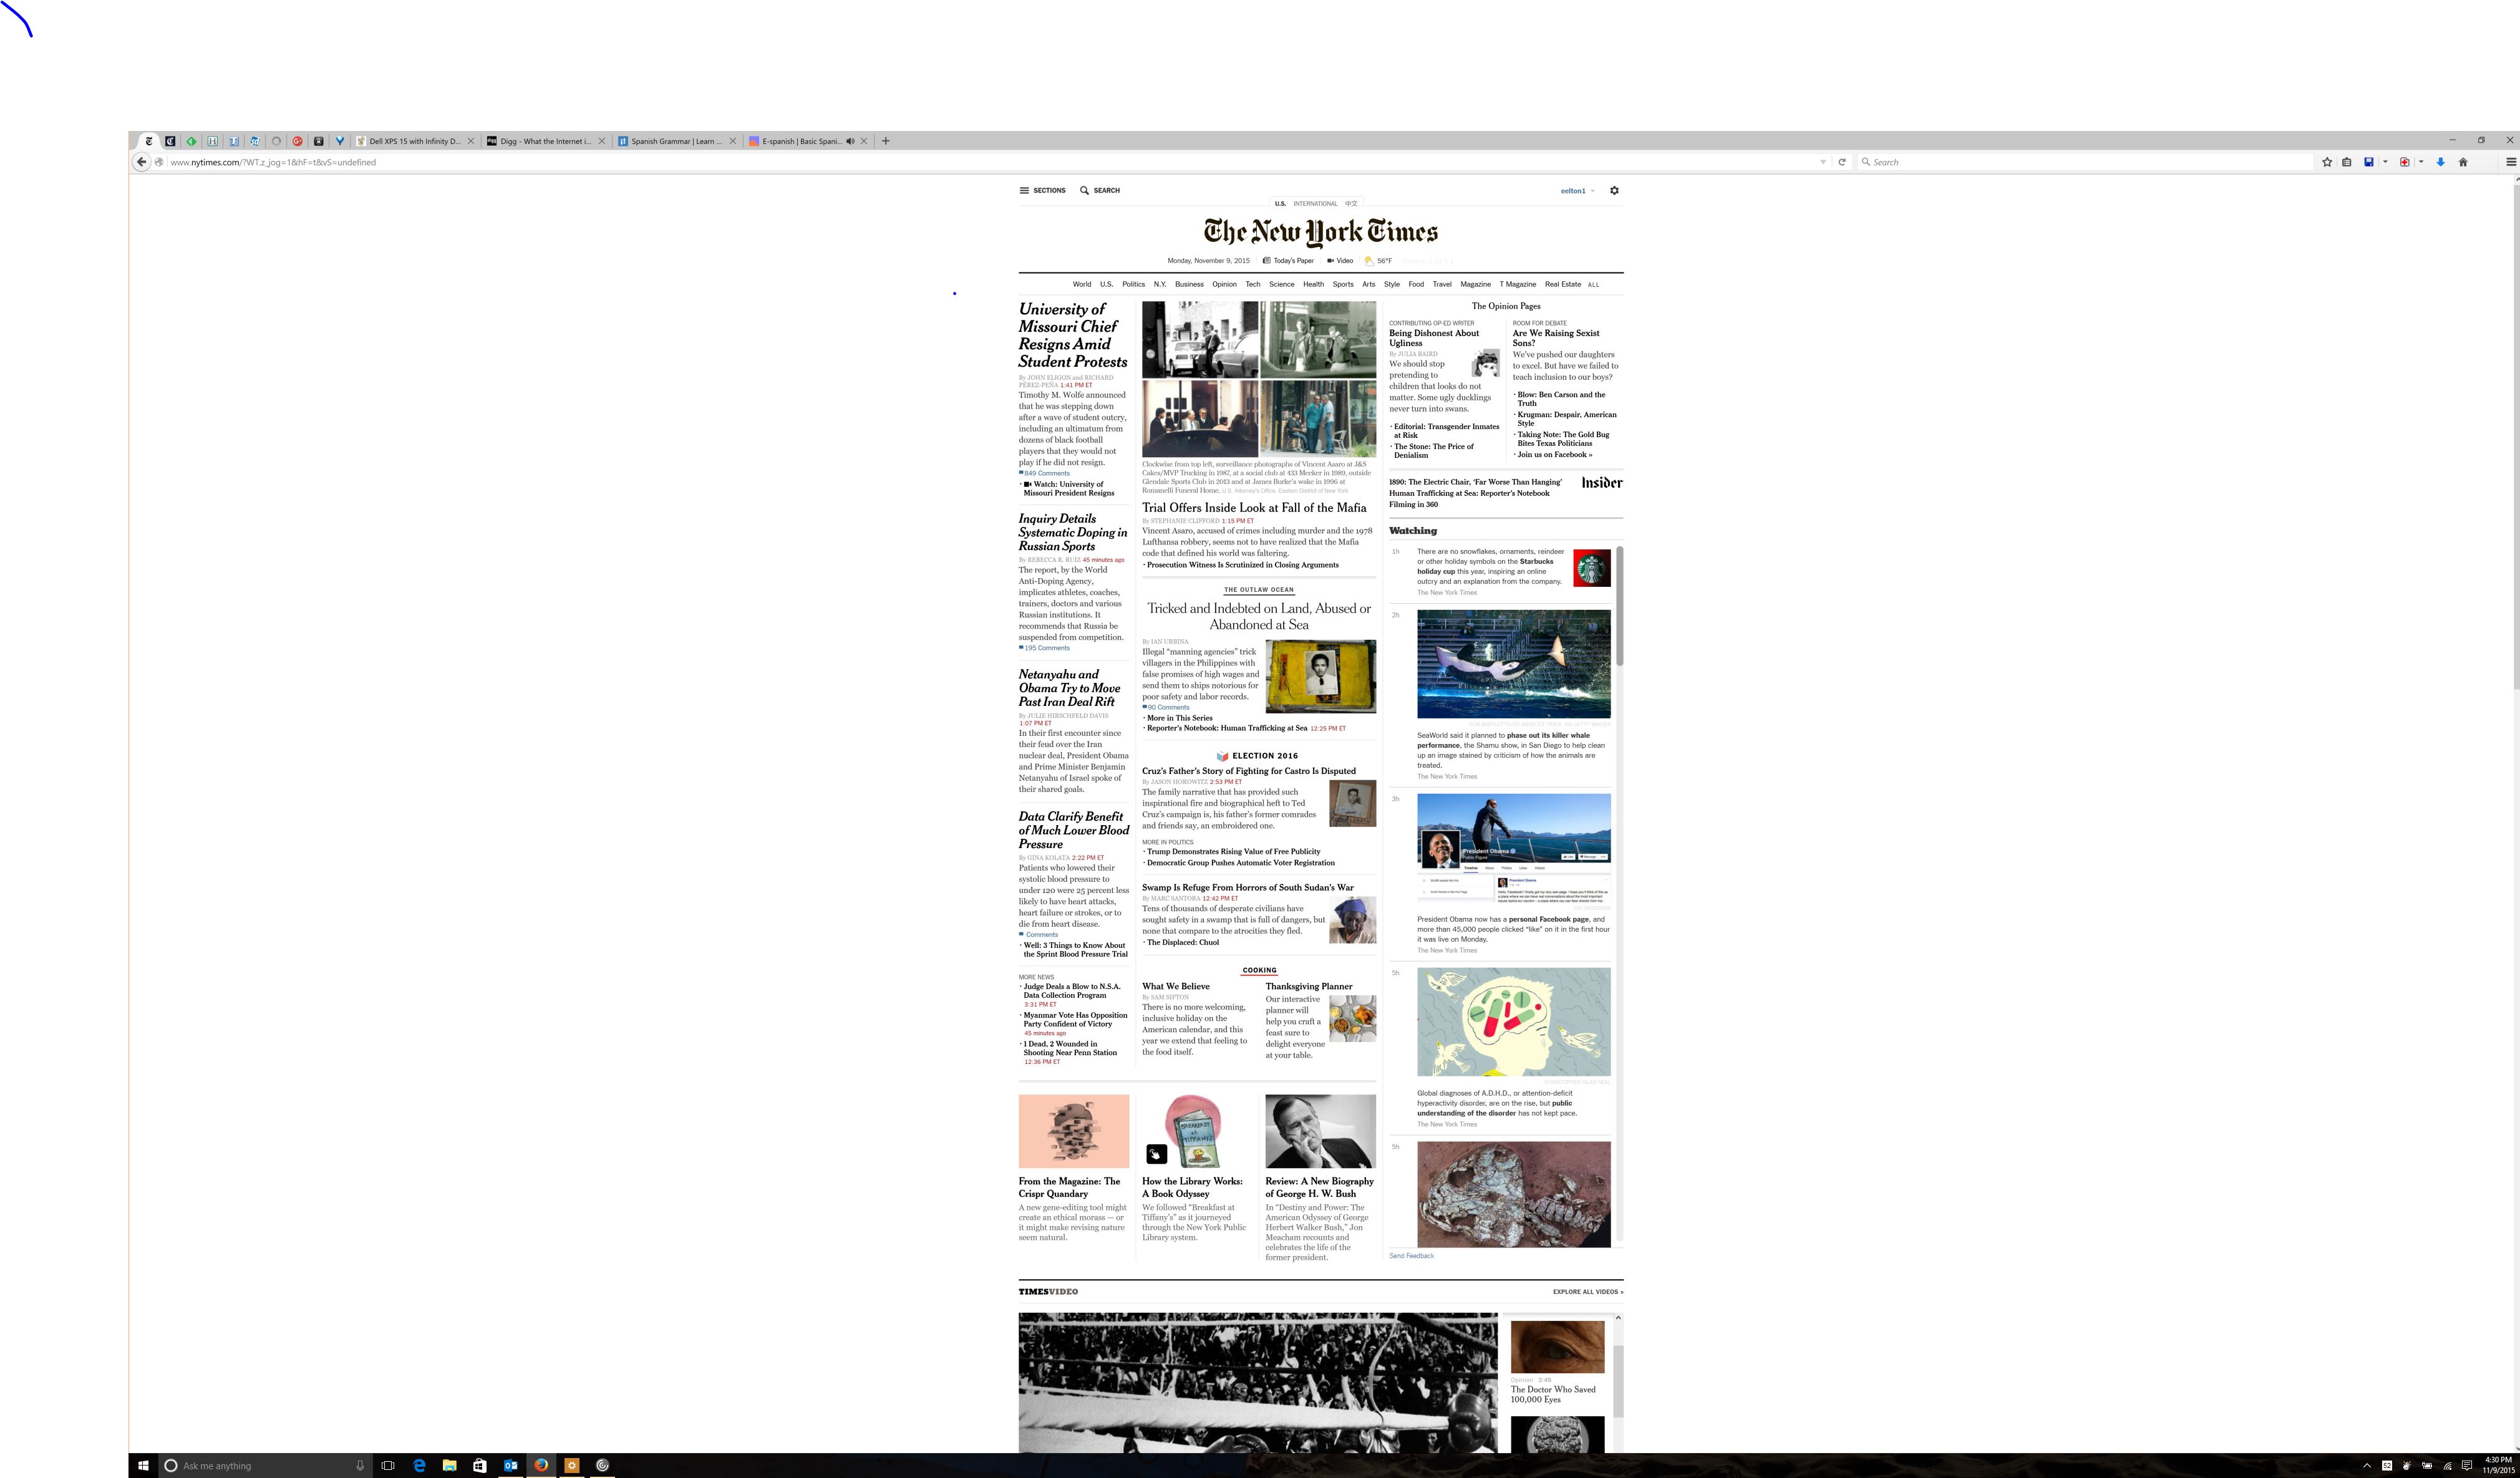 Dell XPS 15 with Infinity D...
Digg - What the Internet i...
Spanish Grammar | Learn ...
E-spanish | Basic Spani...
www.nytimes.com/?WT.z_jog=1&hF=t&vS=undefined
Search
SECTIONS
SEARCH
eelton1
U.S. INTERNATIONAL 中文
The New York Times
Monday, November 9, 2015
Today's Paper
Video
56°F
World U.S. Politics N.Y. Business Opinion Tech Science Health Sports Arts Style Food Travel Magazine T Magazine Real Estate ALL
University of
Missouri Chief
Resigns Amid
Student Protests
By JOHN ELIGON and RICHARD
PÉREZ-PEÑA 1:41 PM ET
Timothy M. Wolfe announced
that he was stepping down
after a wave of student outcry,
including an ultimatum from
dozens of black football
players that they would not
play if he did not resign.
849 Comments
· Watch: University of
Missouri President Resigns
Inquiry Details
Systematic Doping in
Russian Sports
By REBECCA R. RUIZ 45 minutes ago
The report, by the World
Anti-Doping Agency,
implicates athletes, coaches,
trainers, doctors and various
Russian institutions. It
recommends that Russia be
suspended from competition.
195 Comments
Netanyahu and
Obama Try to Move
Past Iran Deal Rift
By JULIE HIRSCHFELD DAVIS
1:07 PM ET
In their first encounter since
their feud over the Iran
nuclear deal, President Obama
and Prime Minister Benjamin
Netanyahu of Israel spoke of
their shared goals.
Data Clarify Benefit
of Much Lower Blood
Pressure
By GINA KOLATA 2:22 PM ET
Patients who lowered their
systolic blood pressure to
under 120 were 25 percent less
likely to have heart attacks,
heart failure or strokes, or to
die from heart disease.
Comments
· Well: 3 Things to Know About
the Sprint Blood Pressure Trial
MORE NEWS
· Judge Deals a Blow to N.S.A.
Data Collection Program
3:31 PM ET
· Myanmar Vote Has Opposition
Party Confident of Victory
45 minutes ago
· 1 Dead, 2 Wounded in
Shooting Near Penn Station
12:36 PM ET
Clockwise from top left, surveillance photographs of Vincent Asaro at J&S
Cakes/MVP Trucking in 1987, at a social club at 433 Meeker in 1989, outside
Glendale Sports Club in 2013 and at James Burke's wake in 1996 at
Romanelli Funeral Home. U.S. Attorney's Office, Eastern District of New York
Trial Offers Inside Look at Fall of the Mafia
By STEPHANIE CLIFFORD 1:15 PM ET
Vincent Asaro, accused of crimes including murder and the 1978
Lufthansa robbery, seems not to have realized that the Mafia
code that defined his world was faltering.
· Prosecution Witness Is Scrutinized in Closing Arguments
THE OUTLAW OCEAN
Tricked and Indebted on Land, Abused or
Abandoned at Sea
By IAN URBINA
Illegal “manning agencies” trick
villagers in the Philippines with
false promises of high wages and
send them to ships notorious for
poor safety and labor records.
90 Comments
· More in This Series
· Reporter's Notebook: Human Trafficking at Sea 12:25 PM ET
ELECTION 2016
Cruz's Father's Story of Fighting for Castro Is Disputed
By JASON HOROWITZ 2:53 PM ET
The family narrative that has provided such
inspirational fire and biographical heft to Ted
Cruz's campaign is, his father's former comrades
and friends say, an embroidered one.
MORE IN POLITICS
· Trump Demonstrates Rising Value of Free Publicity
· Democratic Group Pushes Automatic Voter Registration
Swamp Is Refuge From Horrors of South Sudan's War
By MARC SANTORA 12:42 PM ET
Tens of thousands of desperate civilians have
sought safety in a swamp that is full of dangers, but
none that compare to the atrocities they fled.
· The Displaced: Chuol
COOKING
What We Believe
By SAM SIFTON
There is no more welcoming,
inclusive holiday on the
American calendar, and this
year we extend that feeling to
the food itself.
Thanksgiving Planner
Our interactive
planner will
help you craft a
feast sure to
delight everyone
at your table.
The Opinion Pages
CONTRIBUTING OP-ED WRITER
Being Dishonest About
Ugliness
By JULIA BAIRD
We should stop
pretending to
children that looks do not
matter. Some ugly ducklings
never turn into swans.
· Editorial: Transgender Inmates
at Risk
· The Stone: The Price of
Denialism
ROOM FOR DEBATE
Are We Raising Sexist
Sons?
We've pushed our daughters
to excel. But have we failed to
teach inclusion to our boys?
· Blow: Ben Carson and the
Truth
· Krugman: Despair, American
Style
· Taking Note: The Gold Bug
Bites Texas Politicians
· Join us on Facebook »
1890: The Electric Chair, ‘Far Worse Than Hanging’
Human Trafficking at Sea: Reporter's Notebook
Filming in 360
Insider
Watching
1h
There are no snowflakes, ornaments, reindeer
or other holiday symbols on the Starbucks
holiday cup this year, inspiring an online
outcry and an explanation from the company.
The New York Times
2h
SeaWorld said it planned to phase out its killer whale
performance, the Shamu show, in San Diego to help clean
up an image stained by criticism of how the animals are
treated.
The New York Times
3h
President Obama
Public Figure
President Obama now has a personal Facebook page, and
more than 45,000 people clicked “like” on it in the first hour
it was live on Monday.
The New York Times
5h
Global diagnoses of A.D.H.D., or attention-deficit
hyperactivity disorder, are on the rise, but public
understanding of the disorder has not kept pace.
The New York Times
5h
Send Feedback
BREAKFAST
at
TIFFANY'S
From the Magazine: The
Crispr Quandary
A new gene-editing tool might
create an ethical morass — or
it might make revising nature
seem natural.
How the Library Works:
A Book Odyssey
We followed “Breakfast at
Tiffany's” as it journeyed
through the New York Public
Library system.
Review: A New Biography
of George H. W. Bush
In “Destiny and Power: The
American Odyssey of George
Herbert Walker Bush,” Jon
Meacham recounts and
celebrates the life of the
former president.
TIMESVIDEO
EXPLORE ALL VIDEOS »
Opinion 3:48
The Doctor Who Saved
100,000 Eyes
Ask me anything
52
4:30 PM
11/9/2015